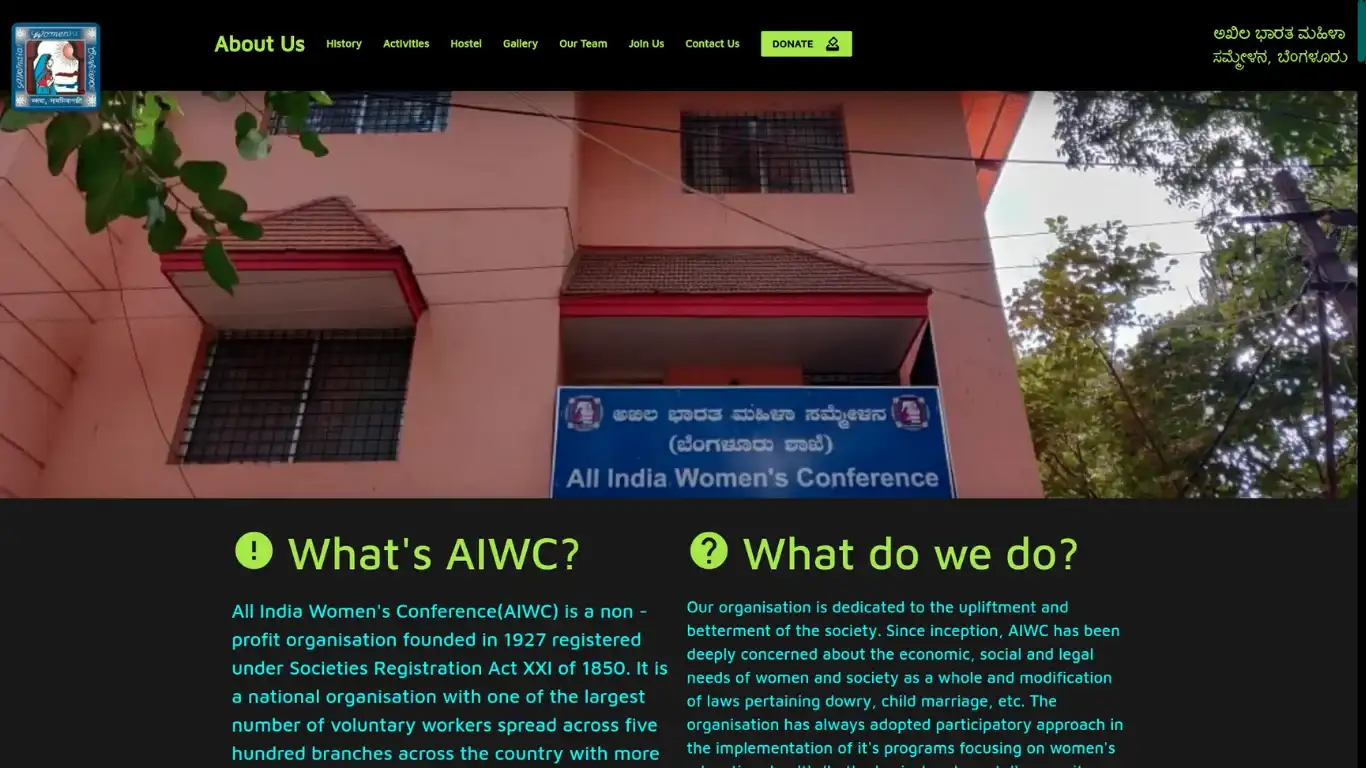 About Us
History
Activities
Hostel
Gallery
Our Team
Join Us
Contact Us
DONATE
ಅಖಿಲ ಭಾರತ ಮಹಿಳಾ
ಸಮ್ಮೇಳನ, ಬೆಂಗಳೂರು
ಅಖಿಲ ಭಾರತ ಮಹಿಳಾ ಸಮ್ಮೇಳನ
(ಬೆಂಗಳೂರು ಶಾಖೆ)
All India Women's Conference
What's AIWC?
All India Women's Conference(AIWC) is a non -
profit organisation founded in 1927 registered
under Societies Registration Act XXI of 1850. It is
a national organisation with one of the largest
number of voluntary workers spread across five
hundred branches across the country with more
What do we do?
Our organisation is dedicated to the upliftment and
betterment of the society. Since inception, AIWC has been
deeply concerned about the economic, social and legal
needs of women and society as a whole and modification
of laws pertaining dowry, child marriage, etc. The
organisation has always adopted participatory approach in
the implementation of it's programs focusing on women's